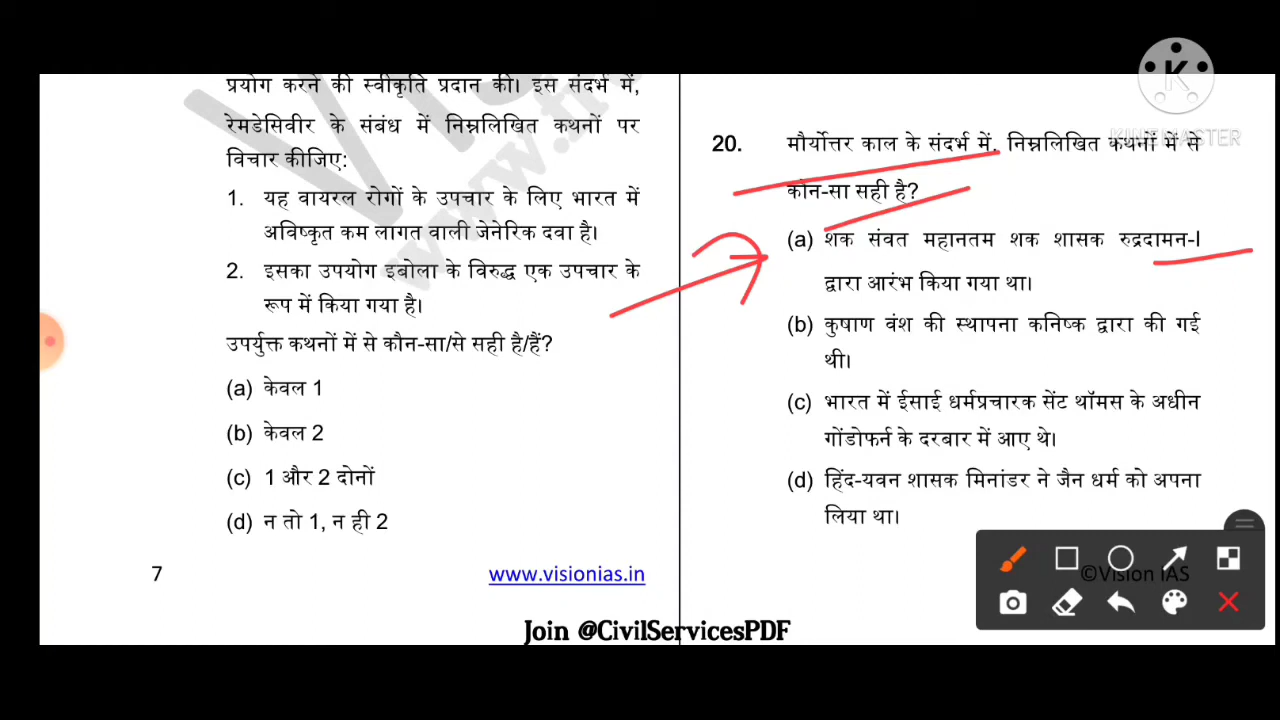 प्रयोग करने की स्वीकृति प्रदान की। इस संदर्भ में,
रेमडेसिवीर के संबंध में निम्नलिखित कथनों पर
विचार कीजिए:
1. यह वायरल रोगों के उपचार के लिए भारत में
अविष्कृत कम लागत वाली जेनेरिक दवा है।
2. इसका उपयोग इबोला के विरुद्ध एक उपचार के
रूप में किया गया है।
उपर्युक्त कथनों में से कौन-सा/से सही है/हैं?
(a) केवल 1
(b) केवल 2
(c) 1 और 2 दोनों
(d) न तो 1, न ही 2
7
www.visionias.in
20. मौर्योत्तर काल के संदर्भ में, निम्नलिखित कथनों में से
कौन-सा सही है?
(a) शक संवत महानतम शक शासक रुद्रदामन-I
द्वारा आरंभ किया गया था।
(b) कुषाण वंश की स्थापना कनिष्क द्वारा की गई
थी।
(c) भारत में ईसाई धर्मप्रचारक सेंट थॉमस के अधीन
गोंडोफर्न के दरबार में आए थे।
(d) हिंद-यवन शासक मिनांडर ने जैन धर्म को अपना
लिया था।
©Vision IAS
Join @CivilServicesPDF
K
KINEMASTER